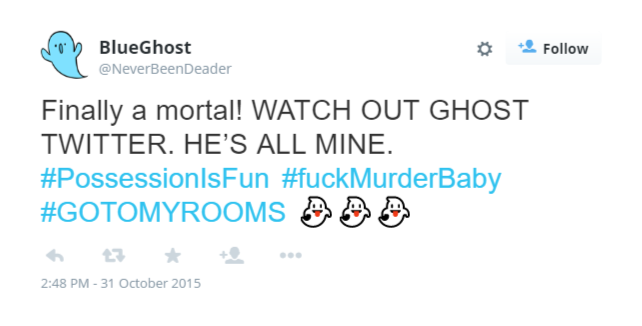 BlueGhost
@NeverBeenDeader
Follow
Finally a mortal! WATCH OUT GHOST
TWITTER. HE'S ALL MINE.
#PossessionIsFun #fuckMurderBaby
#GOTOMYROOMS 👻👻👻
2:48 PM - 31 October 2015